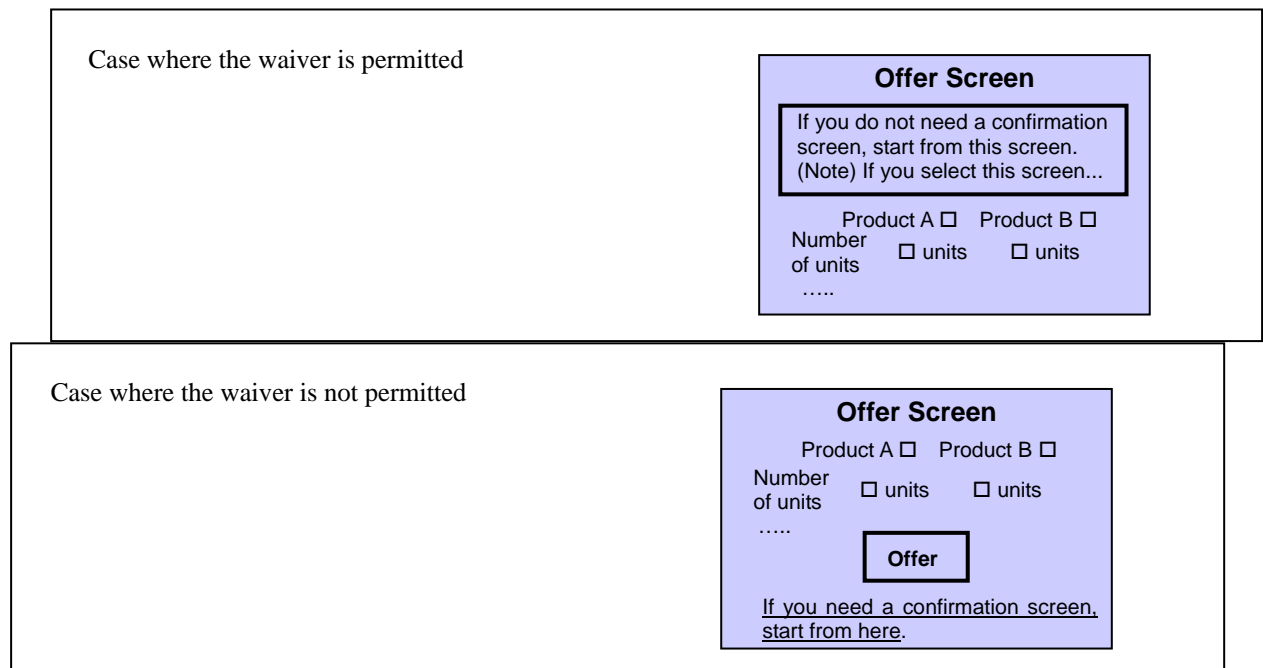 Case where the waiver is permitted
Offer Screen
If you do not need a confirmation
screen, start from this screen.
(Note) If you select this screen...
Product A □ Product B □
Number
of units □ units □ units
…..
Case where the waiver is not permitted
Offer Screen
Product A □ Product B □
Number
of units □ units □ units
…..
Offer
If you need a confirmation screen,
start from here.